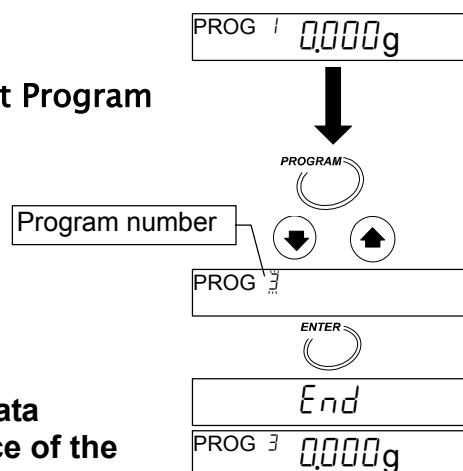 PROG 1 0.000g
t Program
PROGRAM
Program number
PROG 3
ENTER
End
ata
ce of the
PROG 3 0.000g